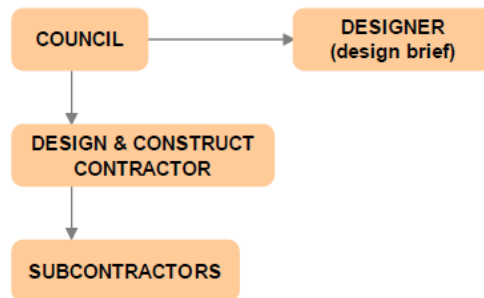 COUNCIL
DESIGNER
(design brief)
DESIGN & CONSTRUCT
CONTRACTOR
SUBCONTRACTORS